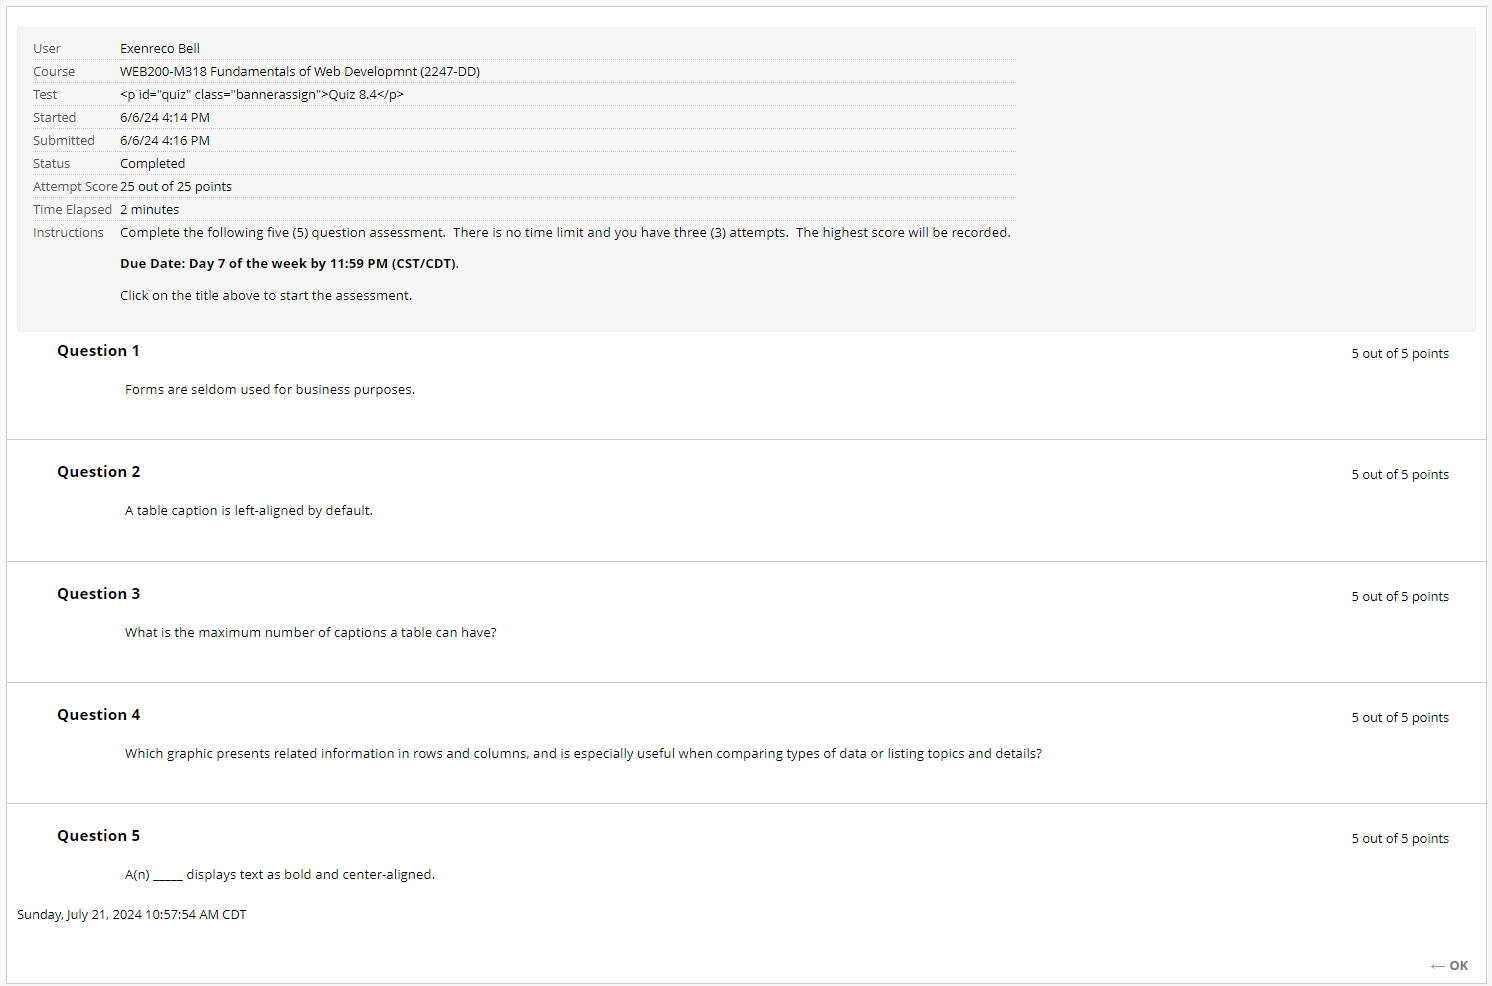 User Exenreco Bell
Course WEB200-M318 Fundamentals of Web Developmnt (2247-DD)
Test <p id="quiz" class="bannerassign">Quiz 8.4</p>
Started 6/6/24 4:14 PM
Submitted 6/6/24 4:16 PM
Status Completed
Attempt Score 25 out of 25 points
Time Elapsed 2 minutes
Instructions Complete the following five (5) question assessment.  There is no time limit and you have three (3) attempts.  The highest score will be recorded.
Due Date: Day 7 of the week by 11:59 PM (CST/CDT).
Click on the title above to start the assessment.
Question 1 5 out of 5 points
Forms are seldom used for business purposes.
Question 2 5 out of 5 points
A table caption is left-aligned by default.
Question 3 5 out of 5 points
What is the maximum number of captions a table can have?
Question 4 5 out of 5 points
Which graphic presents related information in rows and columns, and is especially useful when comparing types of data or listing topics and details?
Question 5 5 out of 5 points
A(n) _____ displays text as bold and center-aligned.
Sunday, July 21, 2024 10:57:54 AM CDT
← OK